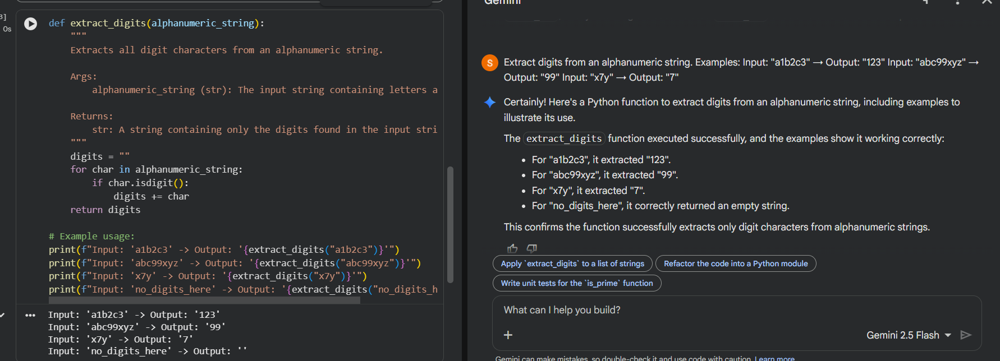 3]
0s
def extract_digits(alphanumeric_string):
"""
Extracts all digit characters from an alphanumeric string.
Args:
alphanumeric_string (str): The input string containing letters a
Returns:
str: A string containing only the digits found in the input stri
"""
digits = ""
for char in alphanumeric_string:
if char.isdigit():
digits += char
return digits
# Example usage:
print(f"Input: 'a1b2c3' -> Output: '{extract_digits("a1b2c3")}'")
print(f"Input: 'abc99xyz' -> Output: '{extract_digits("abc99xyz")}'")
print(f"Input: 'x7y' -> Output: '{extract_digits("x7y")}'")
print(f"Input: 'no_digits_here' -> Output: '{extract_digits("no_digits_h
Input: 'a1b2c3' -> Output: '123'
Input: 'abc99xyz' -> Output: '99'
Input: 'x7y' -> Output: '7'
Input: 'no_digits_here' -> Output: ''
Gemini
S
Extract digits from an alphanumeric string. Examples: Input: "a1b2c3" → Output: "123" Input: "abc99xyz" →
Output: "99" Input: "x7y" → Output: "7"
Certainly! Here's a Python function to extract digits from an alphanumeric string, including examples to
illustrate its use.
The extract_digits function executed successfully, and the examples show it working correctly:
• For "a1b2c3", it extracted "123".
• For "abc99xyz", it extracted "99".
• For "x7y", it extracted "7".
• For "no_digits_here", it correctly returned an empty string.
This confirms the function successfully extracts only digit characters from alphanumeric strings.
Apply `extract_digits` to a list of strings
Refactor the code into a Python module
Write unit tests for the `is_prime` function
What can I help you build?
Gemini 2.5 Flash
Gemini can make mistakes, so double-check it and use code with caution. Learn more